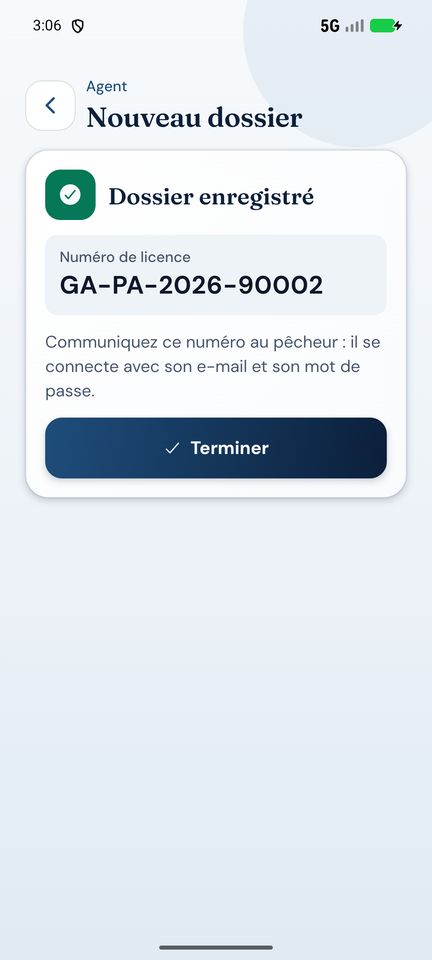 3:06
5G
Agent
Nouveau dossier
Dossier enregistré
Numéro de licence
GA-PA-2026-90002
Communiquez ce numéro au pêcheur : il se
connecte avec son e-mail et son mot de
passe.
Terminer